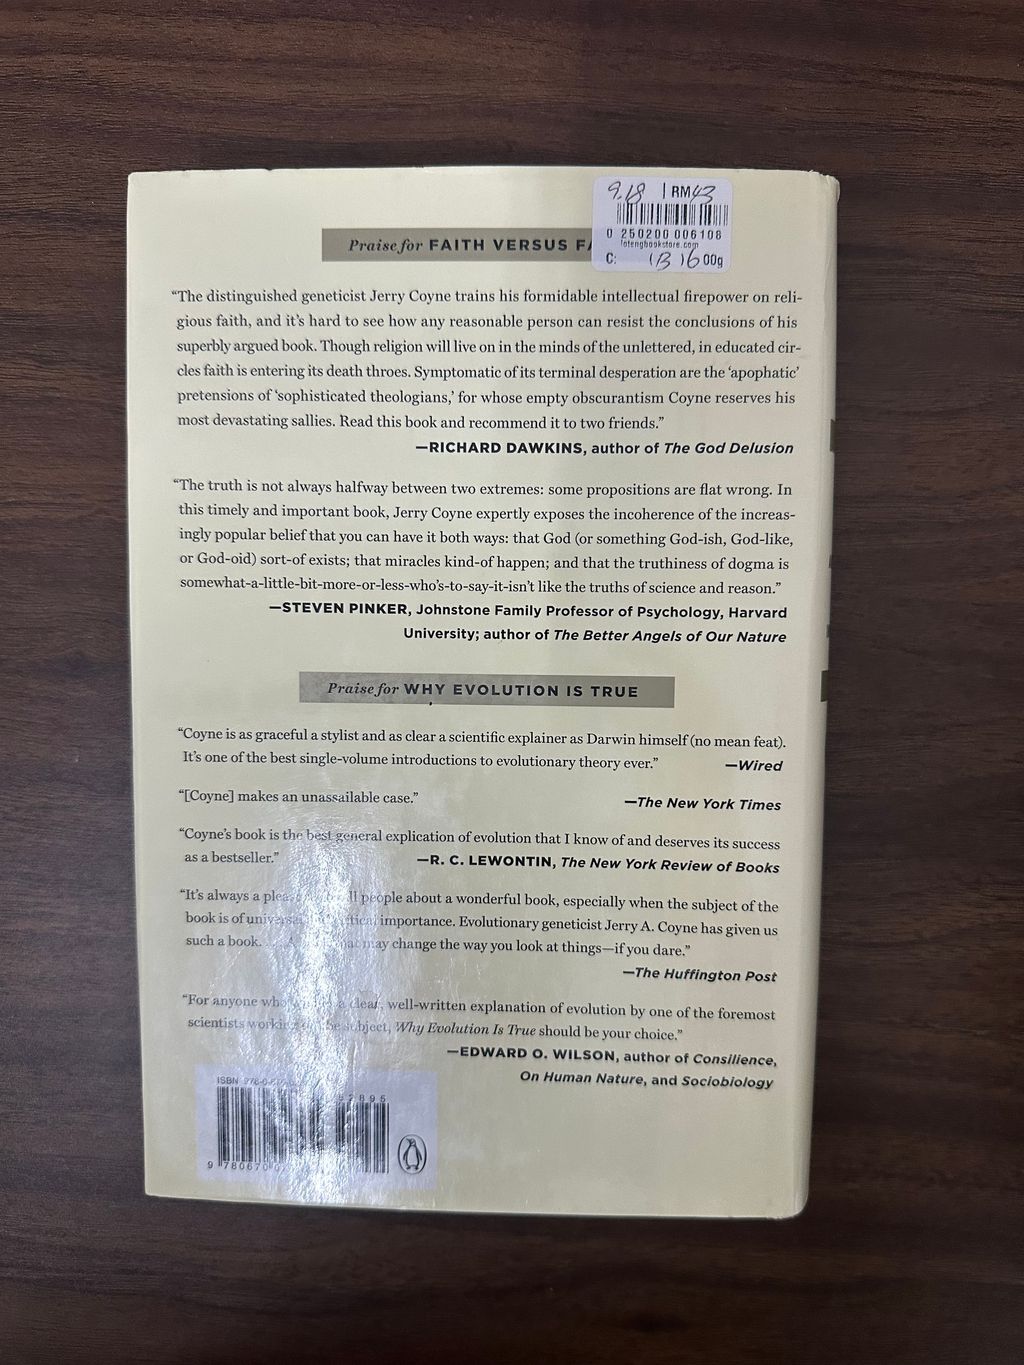 9.18 RM43
0 250200 006108
lotengbookstore.com
C: (B)600g
Praise for FAITH VERSUS
“The distinguished geneticist Jerry Coyne trains his formidable intellectual firepower on reli-
gious faith, and it’s hard to see how any reasonable person can resist the conclusions of his
superbly argued book. Though religion will live on in the minds of the unlettered, in educated cir-
cles faith is entering its death throes. Symptomatic of its terminal desperation are the ‘apophatic’
pretensions of ‘sophisticated theologians,’ for whose empty obscurantism Coyne reserves his
most devastating sallies. Read this book and recommend it to two friends.”
—RICHARD DAWKINS, author of The God Delusion
“The truth is not always halfway between two extremes: some propositions are flat wrong. In
this timely and important book, Jerry Coyne expertly exposes the incoherence of the increas-
ingly popular belief that you can have it both ways: that God (or something God-ish, God-like,
or God-oid) sort-of exists; that miracles kind-of happen; and that the truthiness of dogma is
somewhat-a-little-bit-more-or-less-who’s-to-say-it-isn’t like the truths of science and reason.”
—STEVEN PINKER, Johnstone Family Professor of Psychology, Harvard
University; author of The Better Angels of Our Nature
Praise for WHY EVOLUTION IS TRUE
“Coyne is as graceful a stylist and as clear a scientific explainer as Darwin himself (no mean feat).
It’s one of the best single-volume introductions to evolutionary theory ever.” —Wired
“[Coyne] makes an unassailable case.” —The New York Times
“Coyne’s book is the best general explication of evolution that I know of and deserves its success
as a bestseller.” —R. C. LEWONTIN, The New York Review of Books
“It’s always a people about a wonderful book, especially when the subject of the
book is of importance. Evolutionary geneticist Jerry A. Coyne has given us
such a book. may change the way you look at things—if you dare.”
—The Huffington Post
“For anyone who a clear, well-written explanation of evolution by one of the foremost
scientists working subject, Why Evolution Is True should be your choice.”
—EDWARD O. WILSON, author of Consilience,
On Human Nature, and Sociobiology
ISBN
9 780670